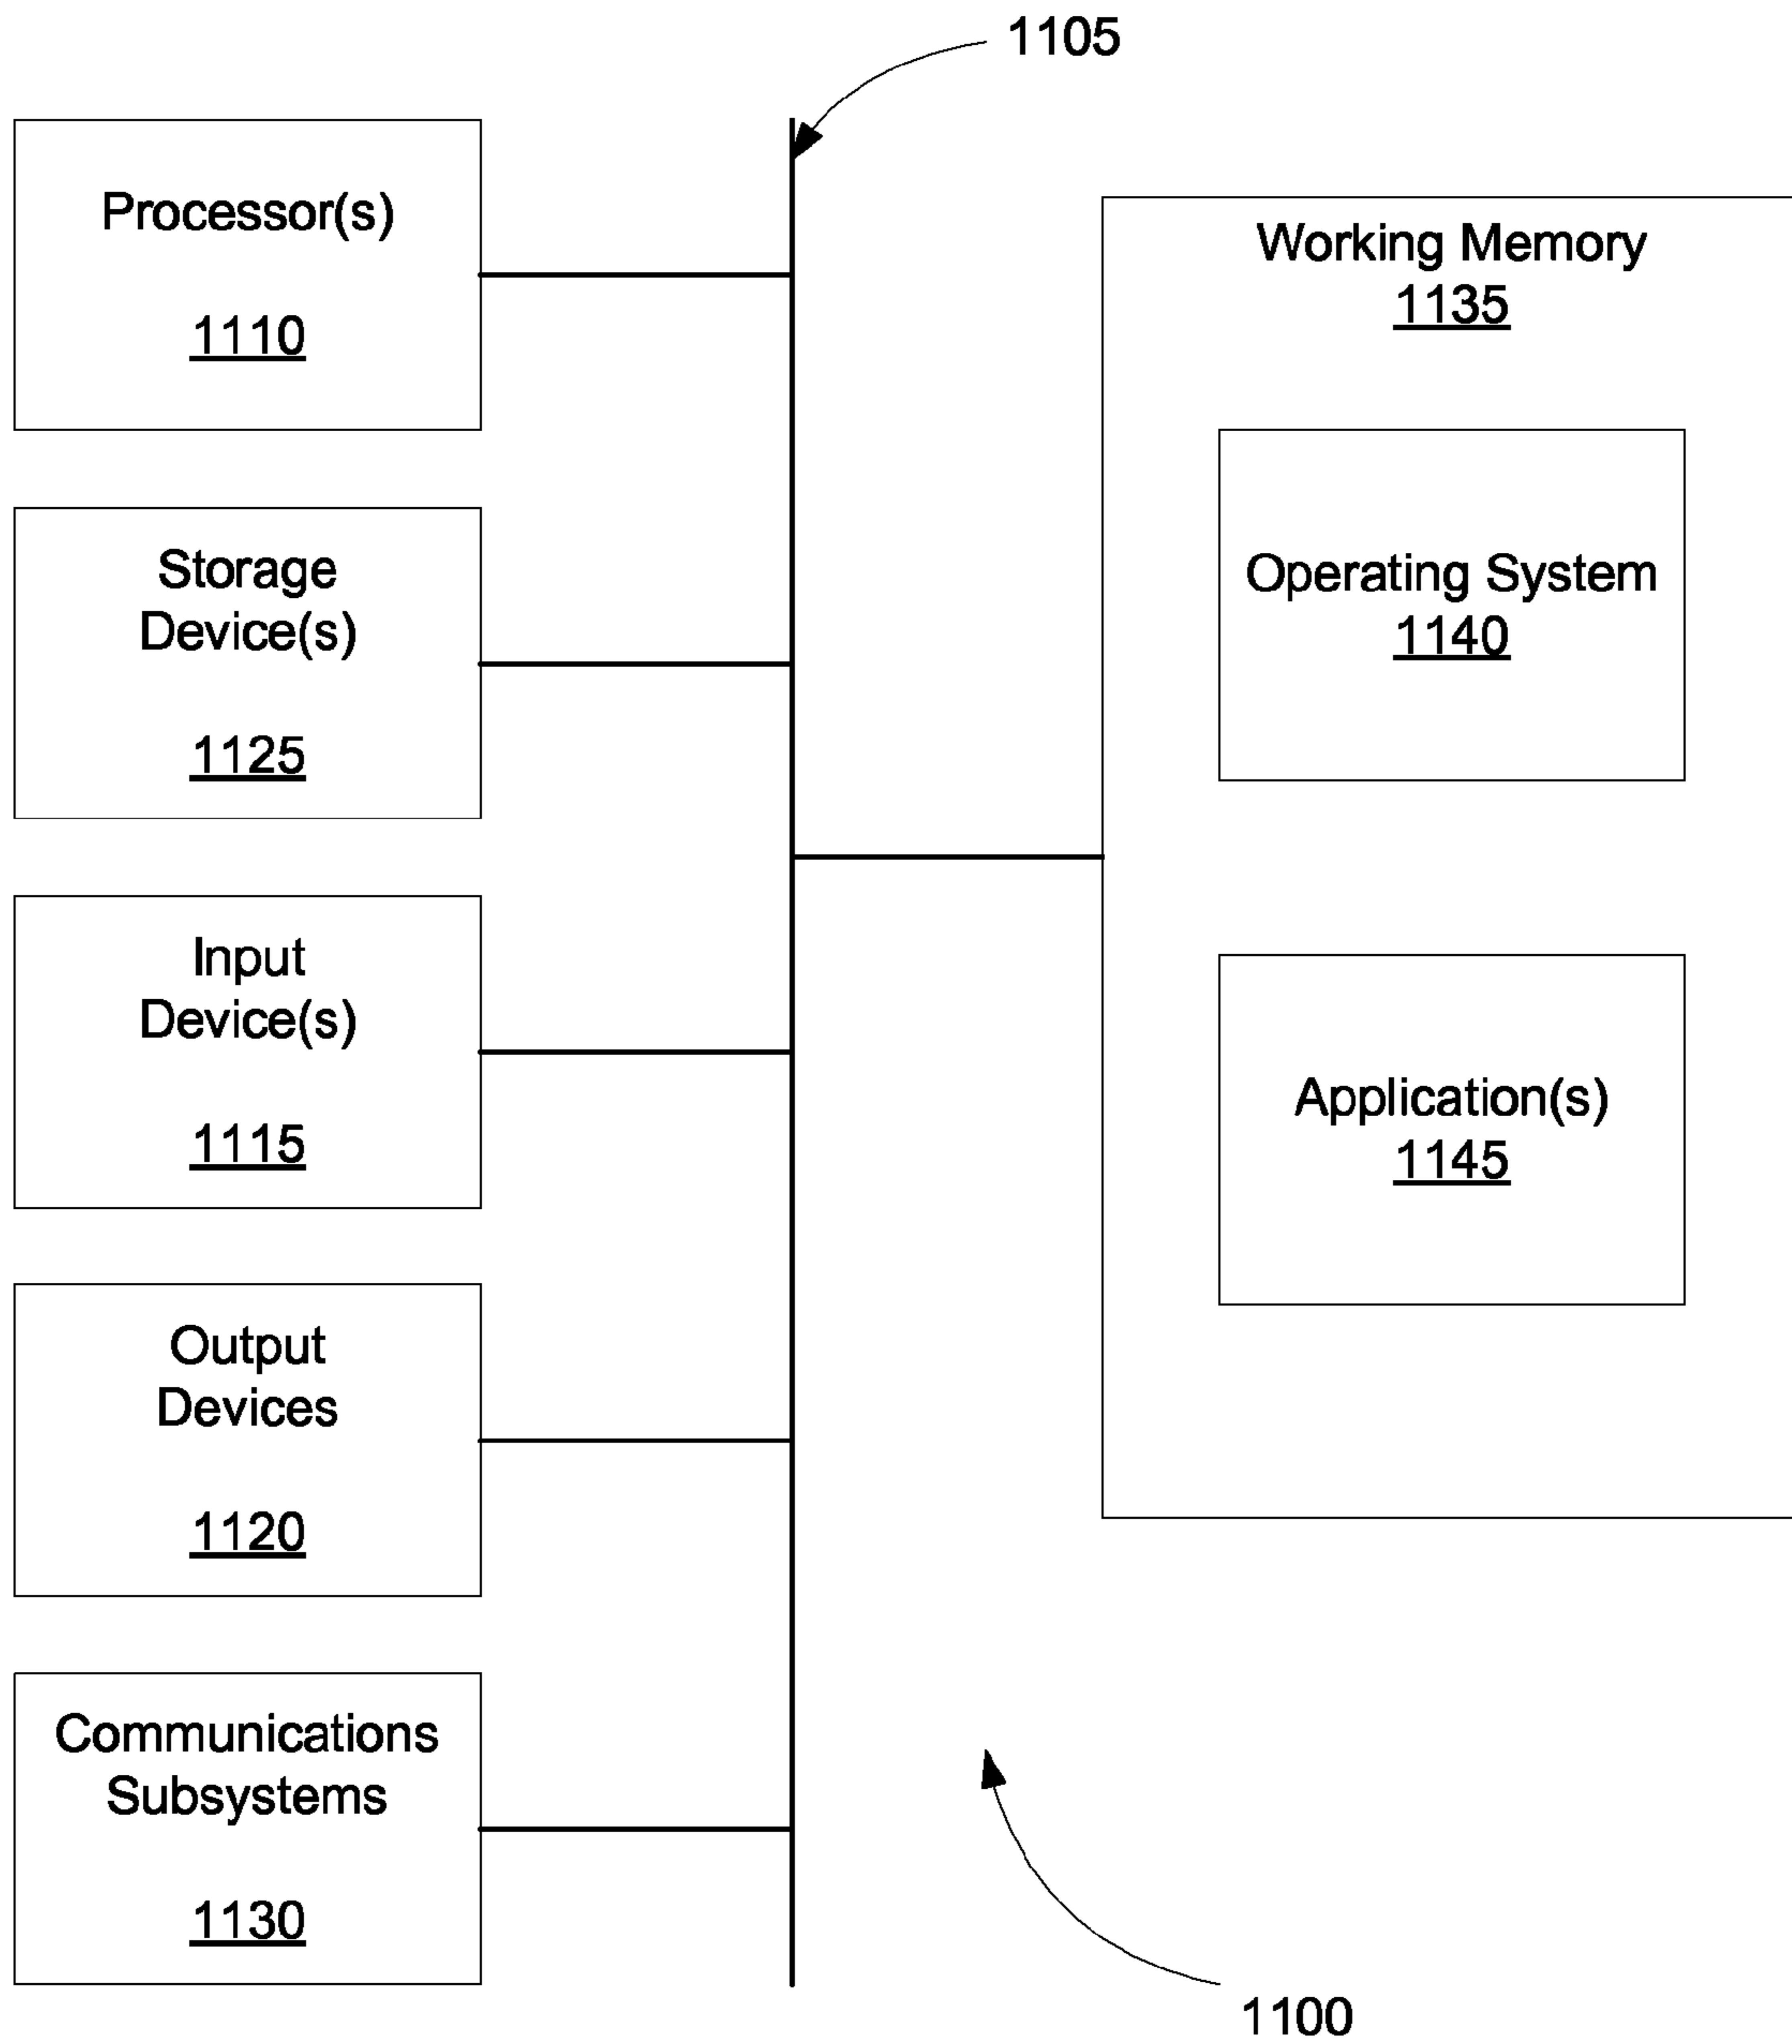 1105
Processor(s)
1110
Storage
Device(s)
1125
Input
Device(s)
1115
Output
Devices
1120
Communications
Subsystems
1130
Working Memory
1135
Operating System
1140
Application(s)
1145
1100